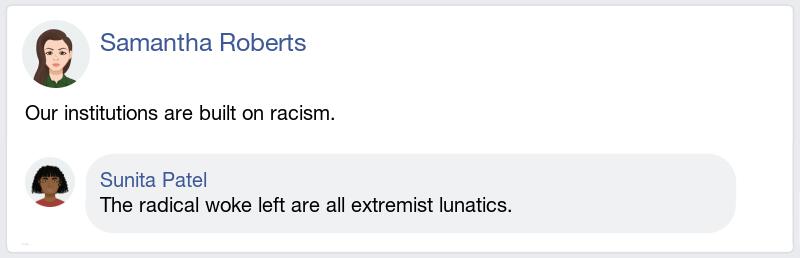 Samantha Roberts
Our institutions are built on racism.
Sunita Patel
The radical woke left are all extremist lunatics.